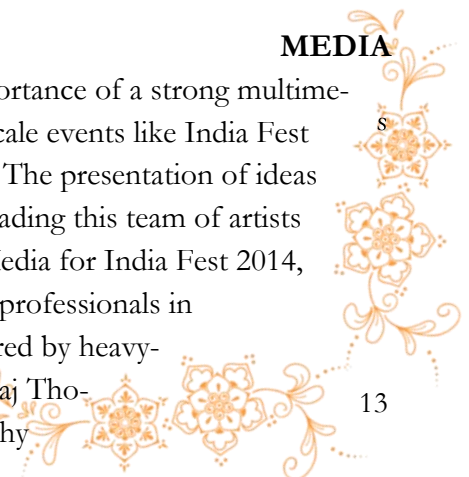 MEDIA
ortance of a strong multime-
cale events like India Fest
s
The presentation of ideas
ading this team of artists
edia for India Fest 2014,
professionals in
red by heavy-
aj Tho-
13
hy